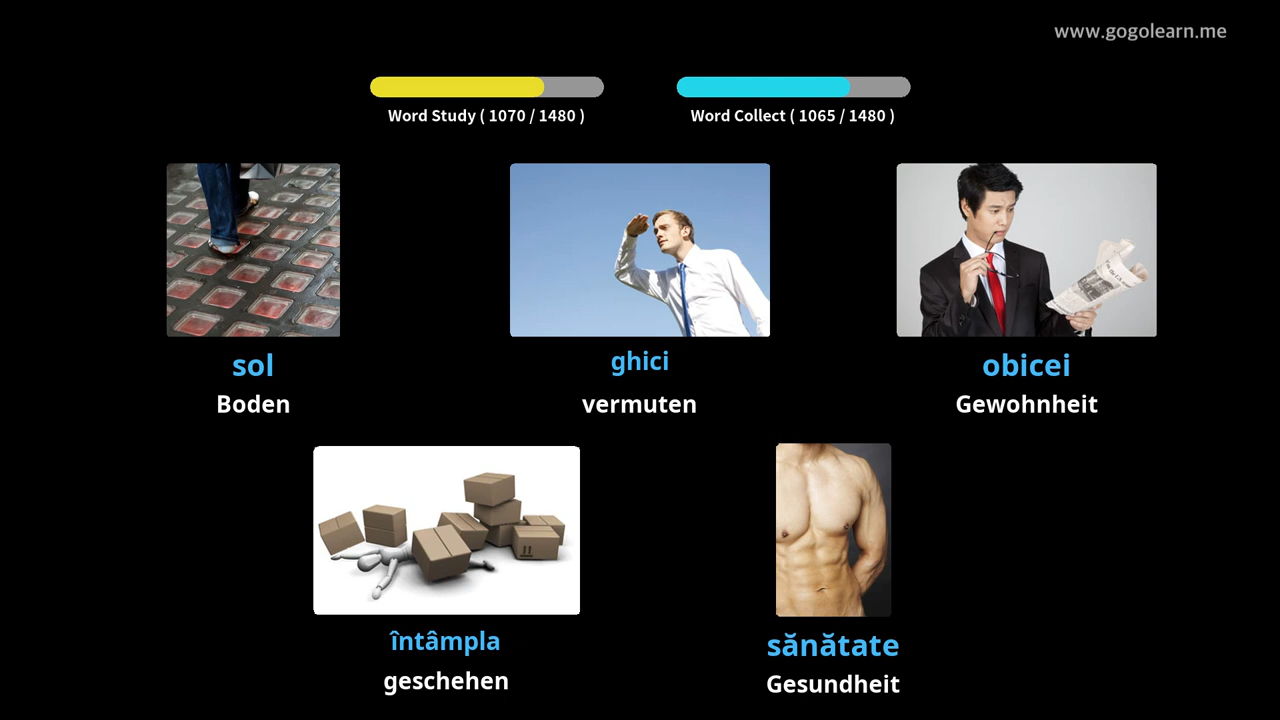 www.gogolearn.me
Word Study ( 1070 / 1480 )
Word Collect ( 1065 / 1480 )
sol
Boden
ghici
vermuten
obicei
Gewohnheit
întâmpla
geschehen
sănătate
Gesundheit